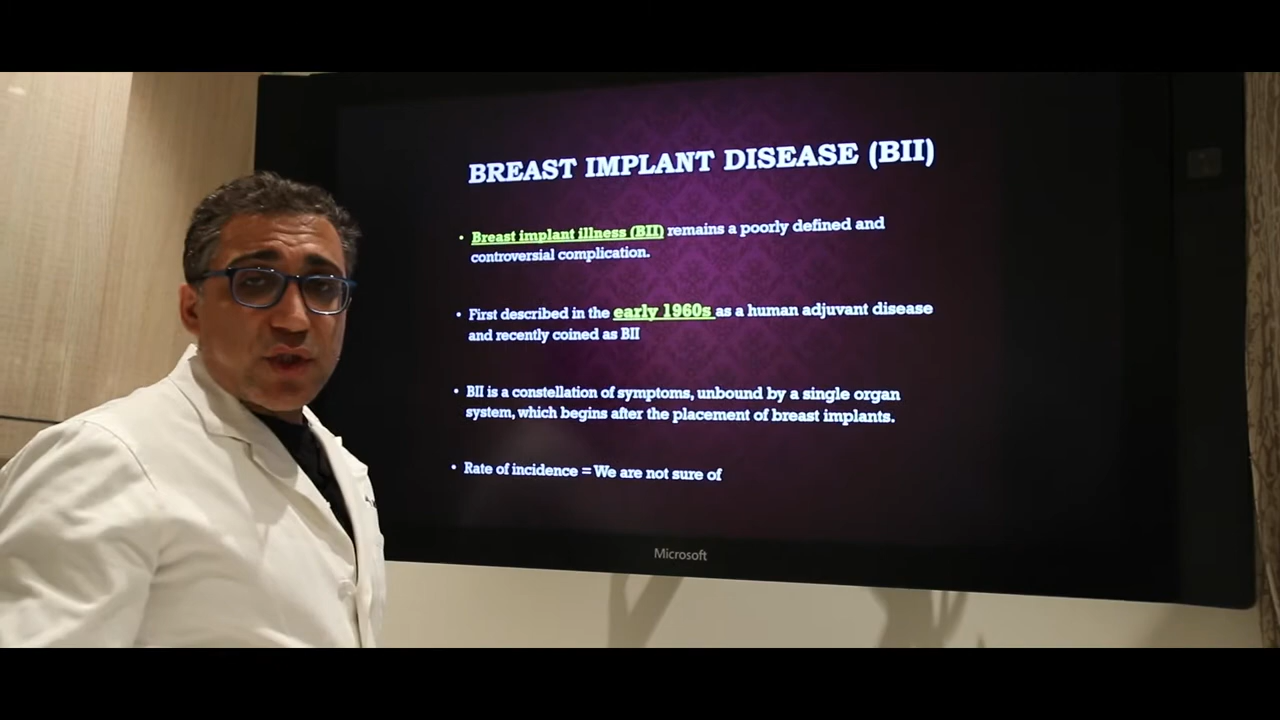 BREAST IMPLANT DISEASE (BII)
• Breast implant illness (BII) remains a poorly defined and
controversial complication.
• First described in the early 1960s as a human adjuvant disease
and recently coined as BII
• BII is a constellation of symptoms, unbound by a single organ
system, which begins after the placement of breast implants.
• Rate of incidence = We are not sure of
Microsoft